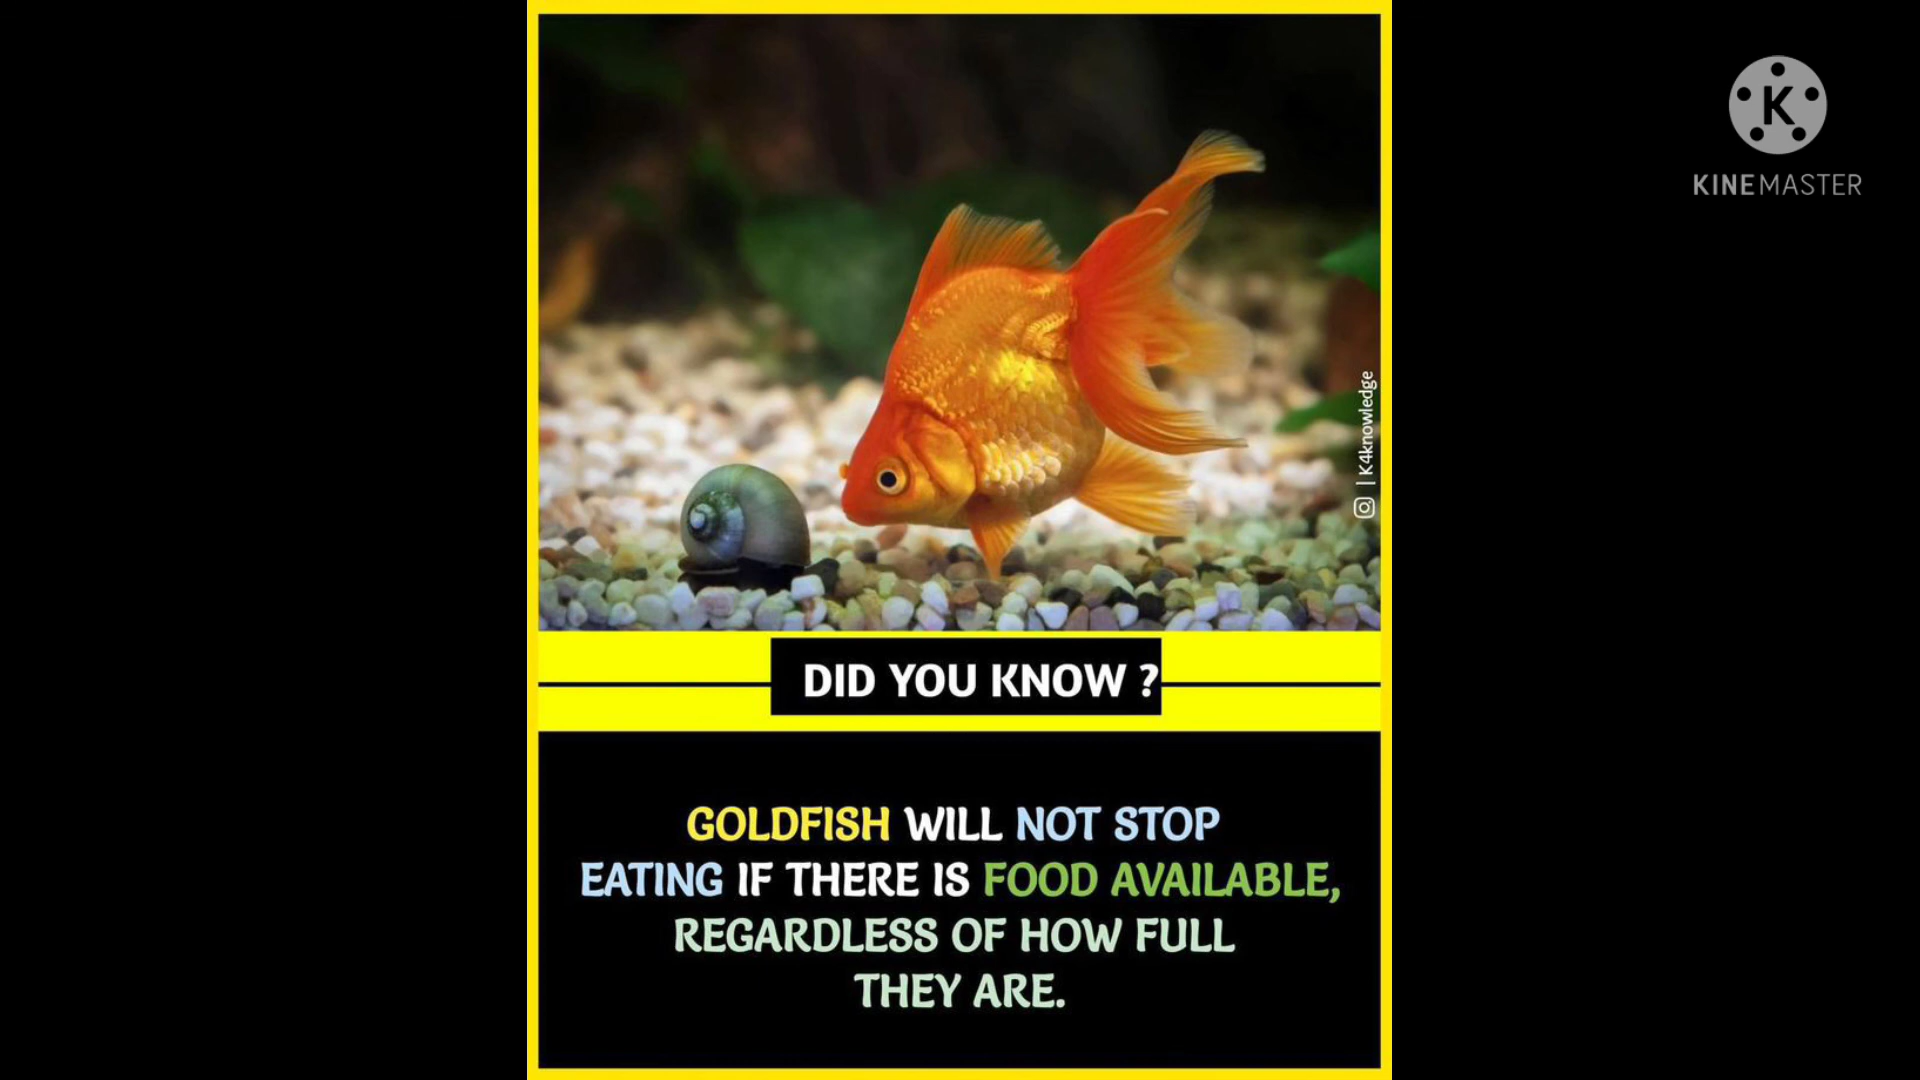 K
KINEMASTER
| K4knowledge
DID YOU KNOW ?
GOLDFISH WILL NOT STOP
EATING IF THERE IS FOOD AVAILABLE,
REGARDLESS OF HOW FULL
THEY ARE.